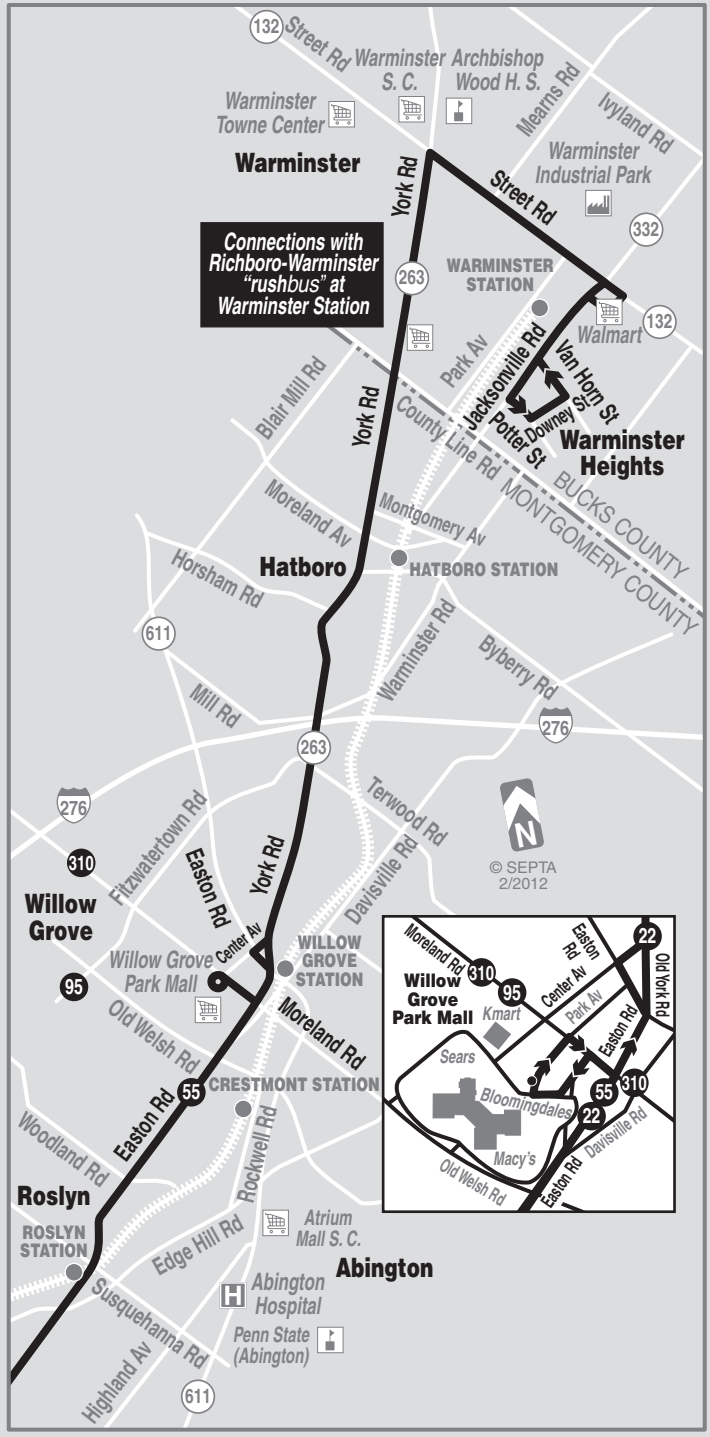 132
Street Rd
Warminster
S. C.
Archbishop
Wood H. S.
Mearns Rd
Ivyland Rd
Warminster
Towne Center
Warminster
Industrial Park
Warminster
York Rd
Street Rd
332
Connections with
Richboro-Warminster
“rushbus” at
Warminster Station
263
WARMINSTER
STATION
132
Walmart
Park Av
Jacksonville Rd
Van Horn St
Downey St
Potter St
Blair Mill Rd
York Rd
County Line Rd
Warminster
Heights
BUCKS COUNTY
MONTGOMERY COUNTY
Moreland Av
Montgomery Av
Hatboro
HATBORO STATION
Horsham Rd
611
Warminster Rd
Byberry Rd
Mill Rd
276
263
276
Terwood Rd
N
© SEPTA
2/2012
Fitzwatertown Rd
310
Easton Rd
York Rd
Davisville Rd
Willow
Grove
Center Av
WILLOW
GROVE
STATION
Willow Grove
Park Mall
95
Old Welsh Rd
Moreland Rd
55
CRESTMONT STATION
Easton Rd
Woodland Rd
Rockwell Rd
Roslyn
ROSLYN
STATION
Edge Hill Rd
Atrium
Mall S. C.
Abington
H
Abington
Hospital
Susquehanna Rd
Penn State
(Abington)
Highland Av
611
Moreland Rd
310
95
Easton
Rd
22
Willow
Grove
Park Mall
Center Av
Park Av
Old York Rd
Kmart
Easton Rd
Sears
Bloomingdales
55
310
22
Davisville Rd
Macy's
Old Welsh Rd
Easton Rd